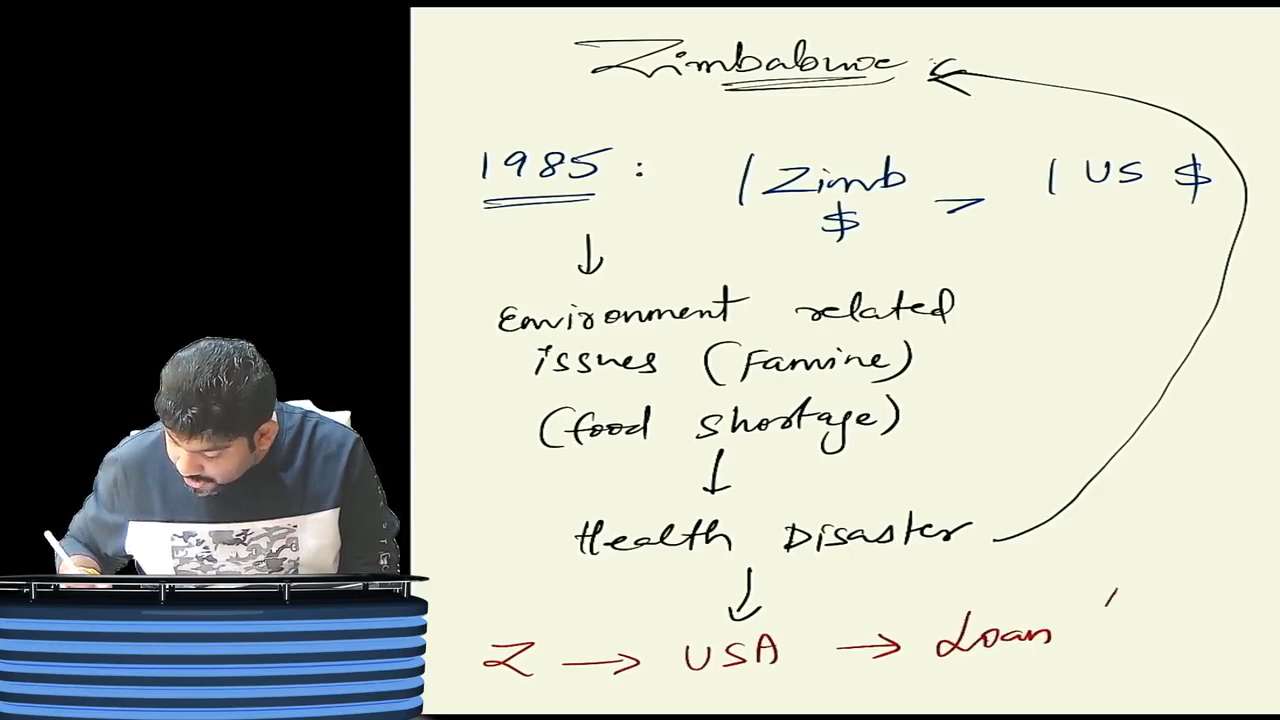 Zimbabwe
1985 : 1 Zimb $ > 1 US $
↓
Environment related
issues (Famine)
(food shortage)
↓
Health Disaster
↓
Z → USA → Loan